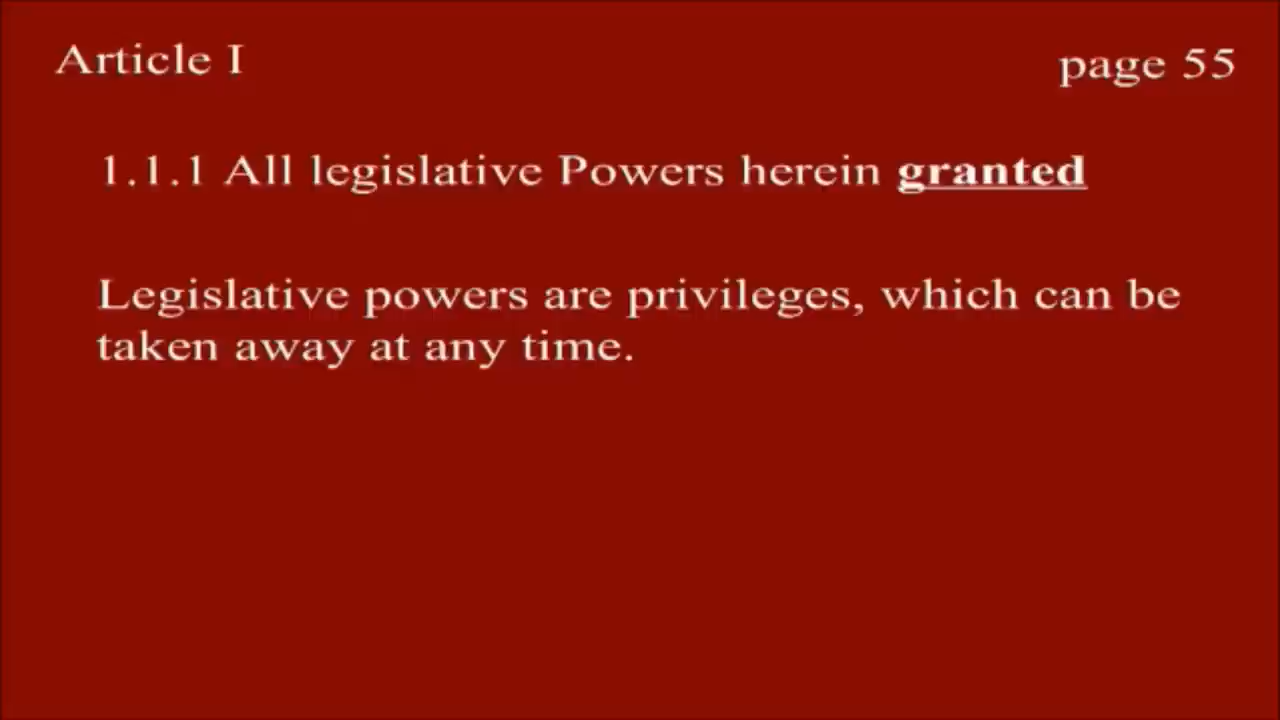 Article I
page 55
1.1.1 All legislative Powers herein granted
Legislative powers are privileges, which can be
taken away at any time.